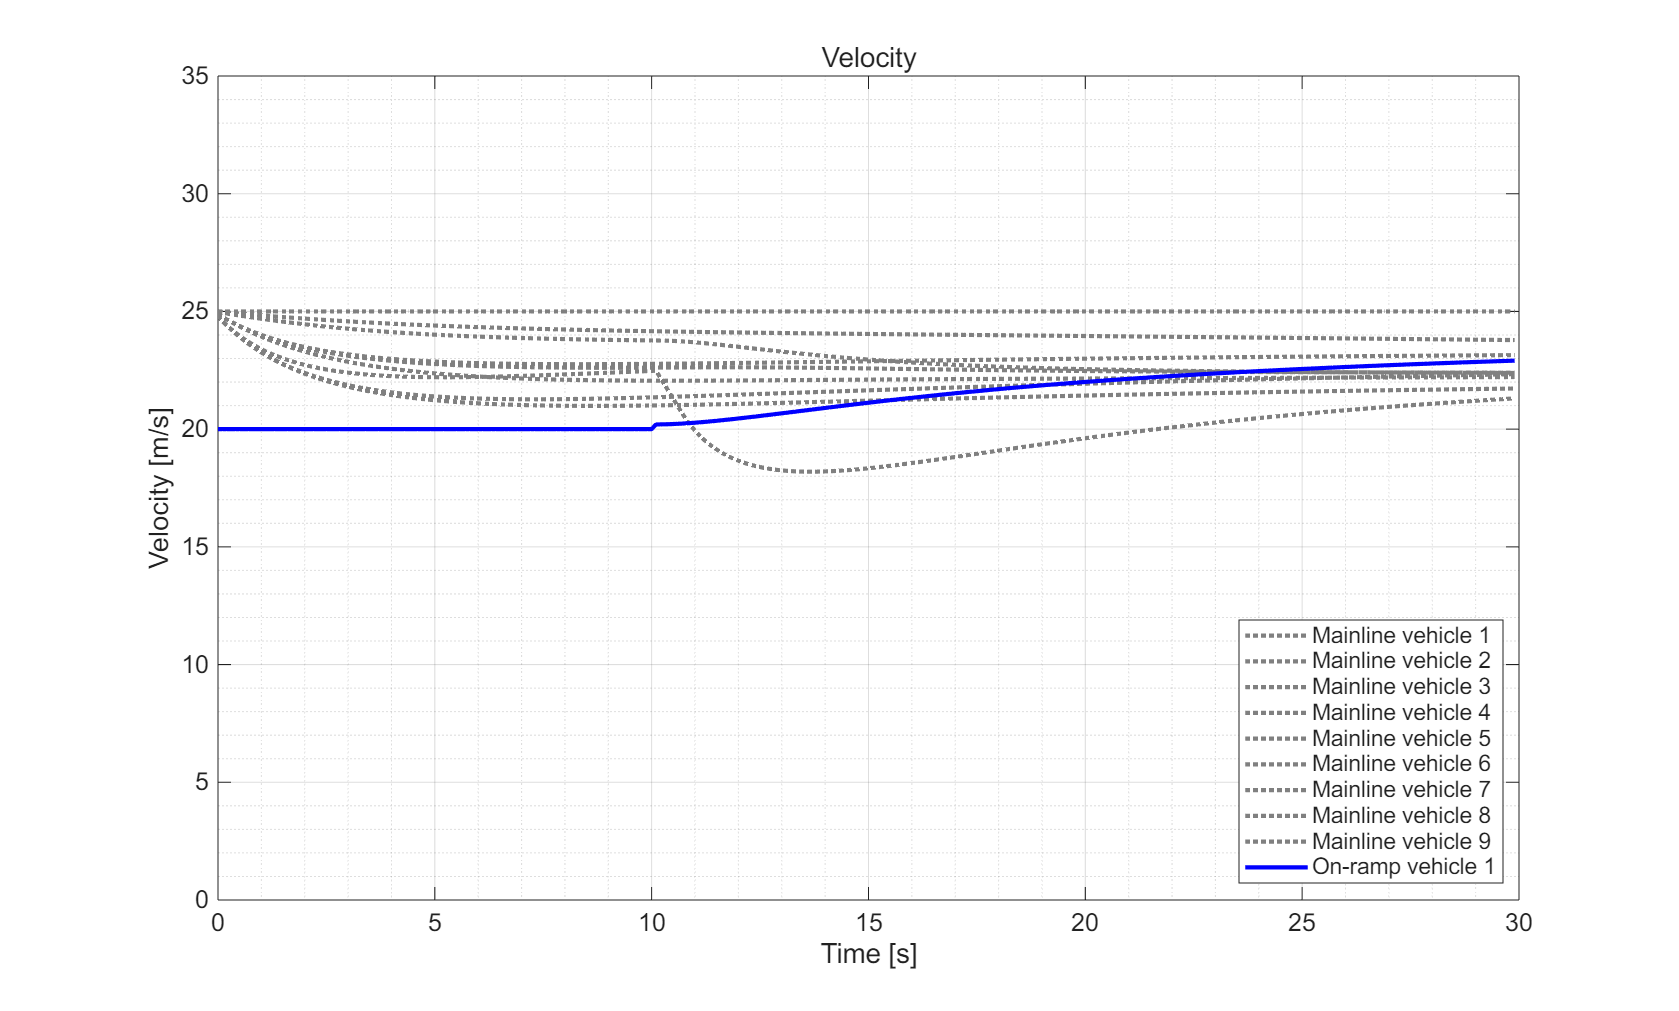 Velocity
35
30
25
20
15
10
5
0
Velocity [m/s]
0 5 10 15 20 25 30
Time [s]
Mainline vehicle 1
Mainline vehicle 2
Mainline vehicle 3
Mainline vehicle 4
Mainline vehicle 5
Mainline vehicle 6
Mainline vehicle 7
Mainline vehicle 8
Mainline vehicle 9
On-ramp vehicle 1